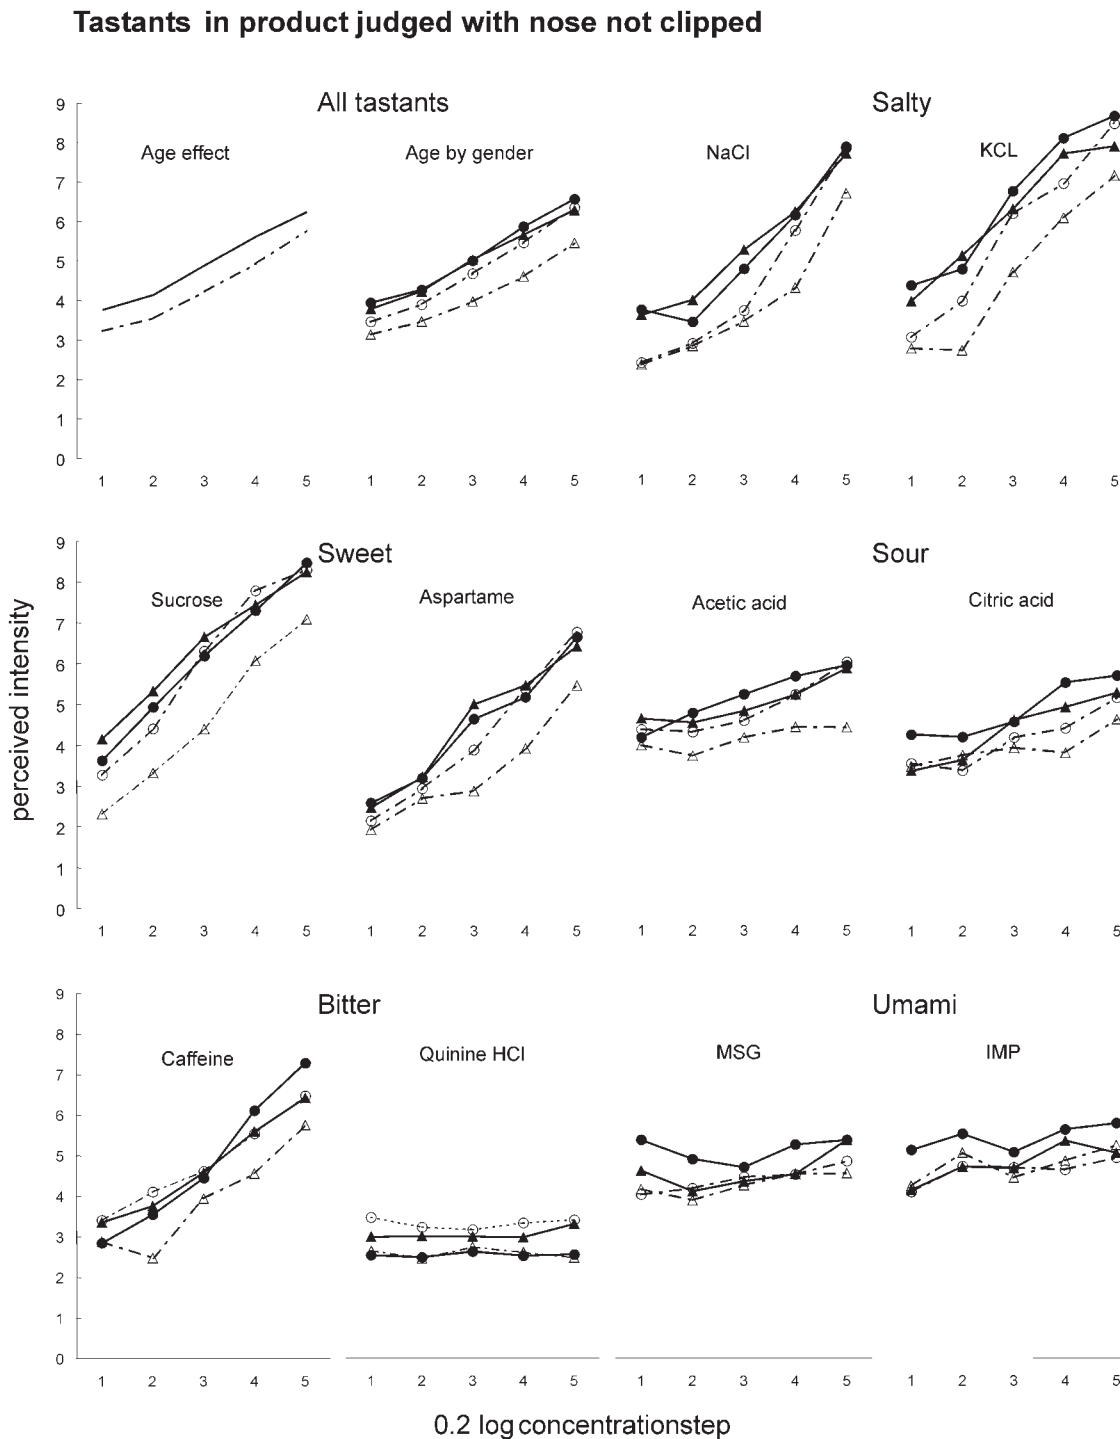 Tastants in product judged with nose not clipped
All tastants
Salty
Age effect
Age by gender
NaCl
KCL
9
8
7
6
5
4
3
2
1
0
1 2 3 4 5
1 2 3 4 5
1 2 3 4 5
1 2 3 4 5
Sweet
Sour
Sucrose
Aspartame
Acetic acid
Citric acid
perceived intensity
9
8
7
6
5
4
3
2
1
0
1 2 3 4 5
1 2 3 4 5
1 2 3 4 5
1 2 3 4 5
Bitter
Umami
Caffeine
Quinine HCl
MSG
IMP
9
8
7
6
5
4
3
2
1
0
1 2 3 4 5
1 2 3 4 5
1 2 3 4 5
1 2 3 4 5
0.2 log concentrationstep